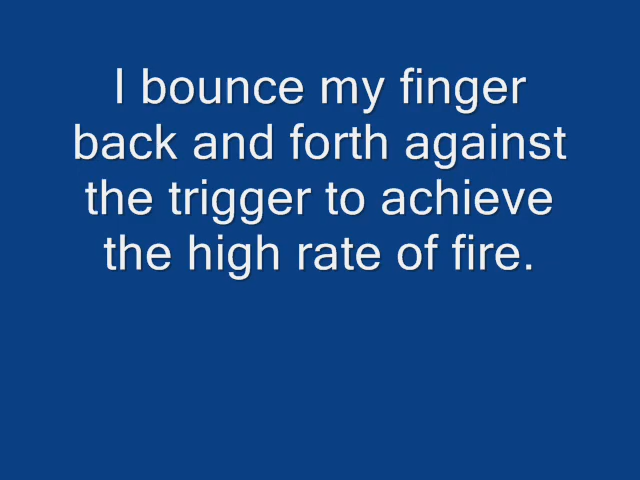 I bounce my finger
back and forth against
the trigger to achieve
the high rate of fire.